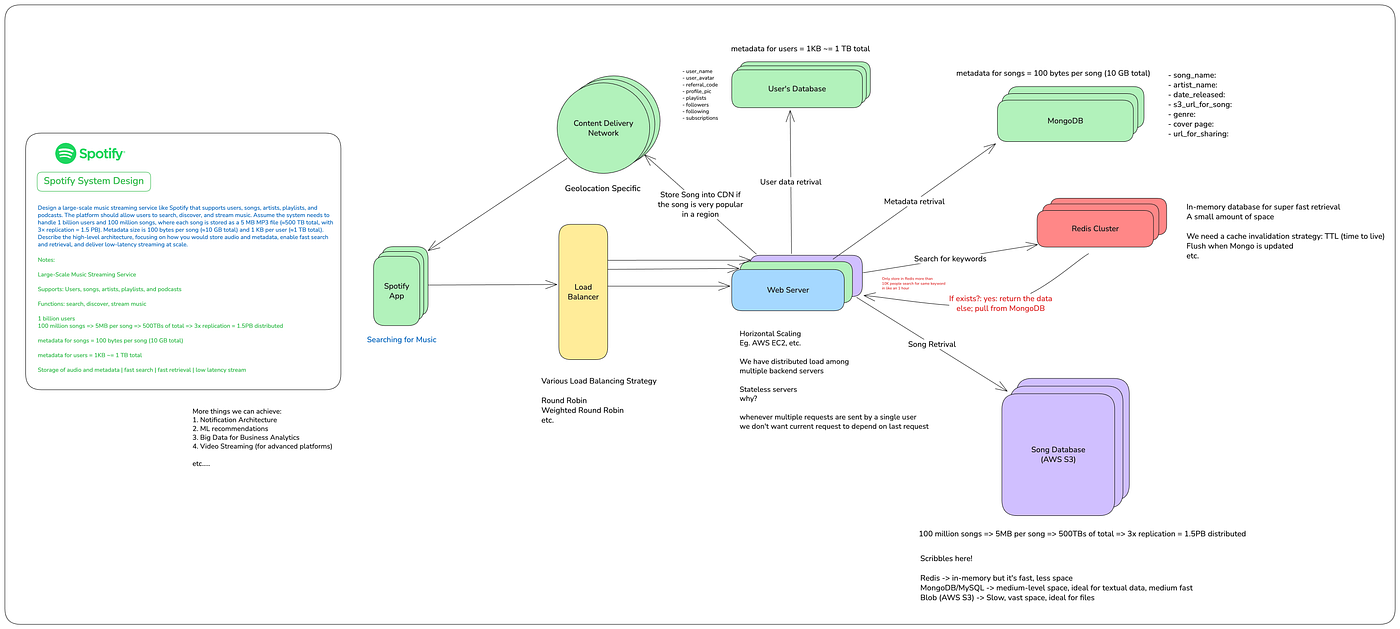 Spotify
Spotify System Design
Design a large-scale music streaming service like Spotify that supports users, songs, artists, playlists, and
podcasts. The platform should allow users to search, discover, and stream music. Assume the system needs to
handle 1 billion users and 100 million songs, where each song is stored as a 5 MB MP3 file (≈500 TB total, with
3× replication = 1.5 PB). Metadata size is 100 bytes per song (≈10 GB total) and 1 KB per user (≈1 TB total).
Describe the high-level architecture, focusing on how you would store audio and metadata, enable fast search
and retrieval, and deliver low-latency streaming at scale.
Notes:
Large-Scale Music Streaming Service
Supports: Users, songs, artists, playlists, and podcasts
Functions: search, discover, stream music
1 billion users
100 million songs => 5MB per song => 500TBs of total => 3x replication = 1.5PB distributed
metadata for songs = 100 bytes per song (10 GB total)
metadata for users = 1KB ~= 1 TB total
Storage of audio and metadata | fast search | fast retrieval | low latency stream
More things we can achieve:
1. Notification Architecture
2. ML recommendations
3. Big Data for Business Analytics
4. Video Streaming (for advanced platforms)
etc....
Spotify
App
Searching for Music
Content Delivery
Network
Geolocation Specific
Load
Balancer
Various Load Balancing Strategy
Round Robin
Weighted Round Robin
etc.
Store Song into CDN if
the song is very popular
in a region
metadata for users = 1KB ~= 1 TB total
- user_name
- user_avatar
- referral_code
- profile_pic
- playlists
- followers
- following
- subscriptions
User's Database
User data retrival
Web Server
Horizontal Scaling
Eg. AWS EC2, etc.
We have distributed load among
multiple backend servers
Stateless servers
why?
whenever multiple requests are sent by a single user
we don't want current request to depend on last request
metadata for songs = 100 bytes per song (10 GB total)
MongoDB
- song_name:
- artist_name:
- date_released:
- s3_url_for_song:
- genre:
- cover page:
- url_for_sharing:
Metadata retrival
Redis Cluster
In-memory database for super fast retrieval
A small amount of space
We need a cache invalidation strategy: TTL (time to live)
Flush when Mongo is updated
etc.
Search for keywords
Only store in Redis more than
10K people search for same keyword
in like at 1 hour
If exists?: yes: return the data
else; pull from MongoDB
Song Retrival
Song Database
(AWS S3)
100 million songs => 5MB per song => 500TBs of total => 3x replication = 1.5PB distributed
Scribbles here!
Redis -> in-memory but it's fast, less space
MongoDB/MySQL -> medium-level space, ideal for textual data, medium fast
Blob (AWS S3) -> Slow, vast space, ideal for files